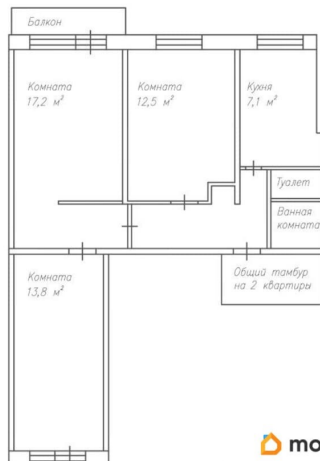 Балкон
Комната
17,2 м²
Комната
12,5 м²
Кухня
7,1 м²
Туалет
Ванная
комната
Комната
13,8 м²
Общий тамбур
на 2 квартиры